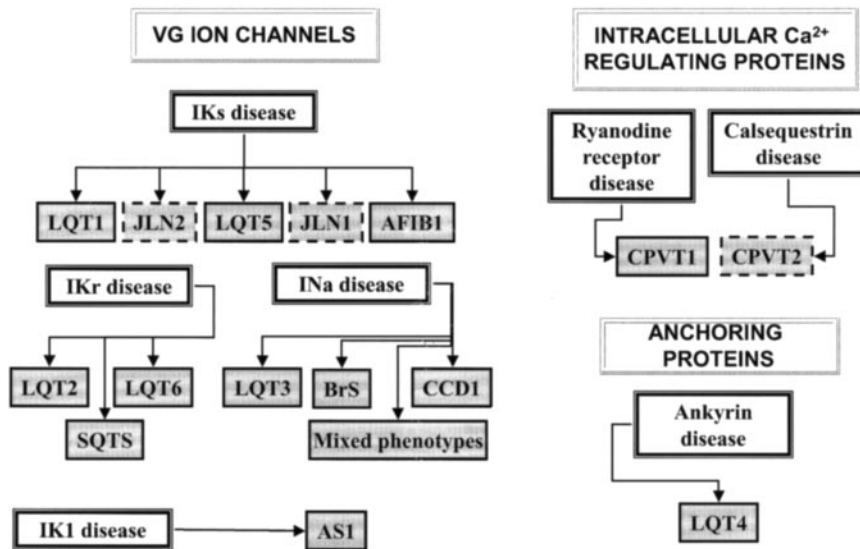 VG ION CHANNELS
IKs disease
LQT1 JLN2 LQT5 JLN1 AFIB1
IKr disease
LQT2 LQT6
SQTS
INa disease
LQT3 BrS CCD1
Mixed phenotypes
IK1 disease
AS1
INTRACELLULAR Ca²⁺
REGULATING PROTEINS
Ryanodine
receptor
disease
Calsequestrin
disease
CPVT1 CPVT2
ANCHORING
PROTEINS
Ankyrin
disease
LQT4